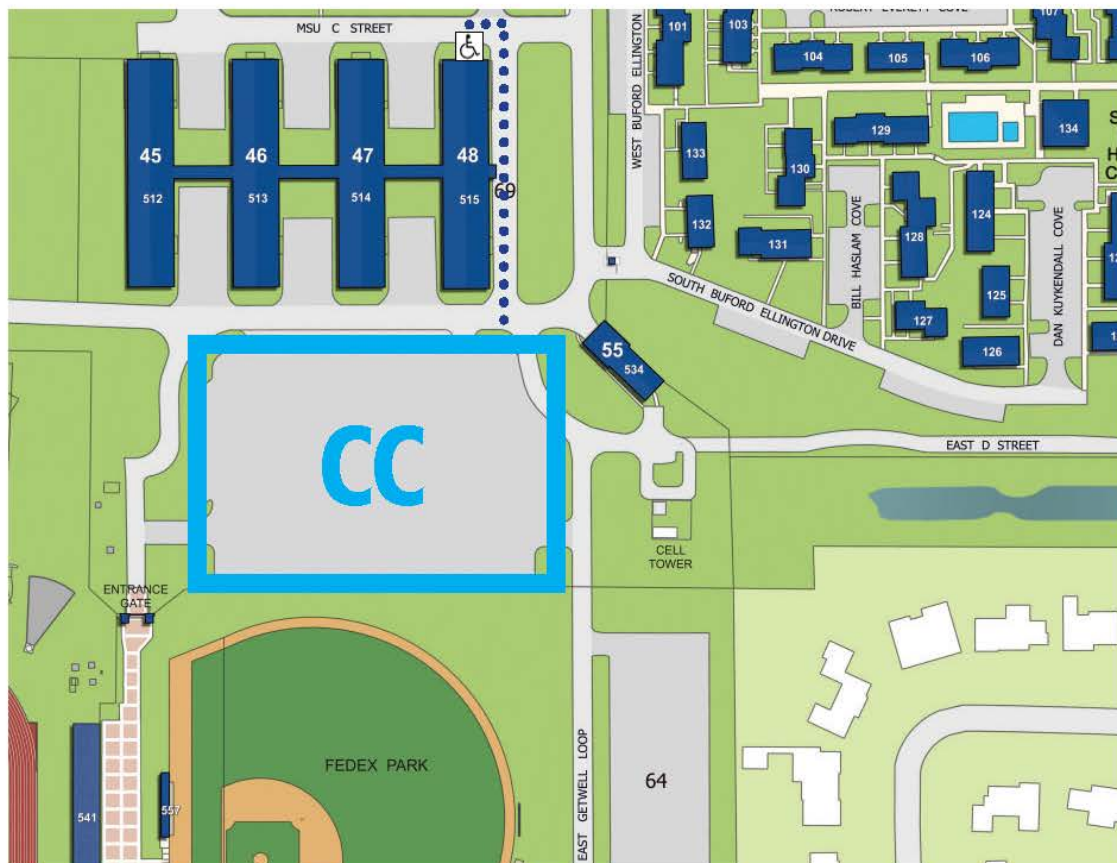 ROBERT EVERETT COVE
MSU C STREET
101
103
107
104
105
106
WEST BUFORD ELLINGTON
129
134
133
130
45
46
47
48
512
513
514
515
69
132
131
128
124
BILL HASLAM COVE
DAN KUYKENDALL COVE
125
127
126
SOUTH BUFORD ELLINGTON DRIVE
55
534
CC
EAST D STREET
CELL
TOWER
ENTRANCE
GATE
FEDEX PARK
EAST GETWELL LOOP
64
541
557